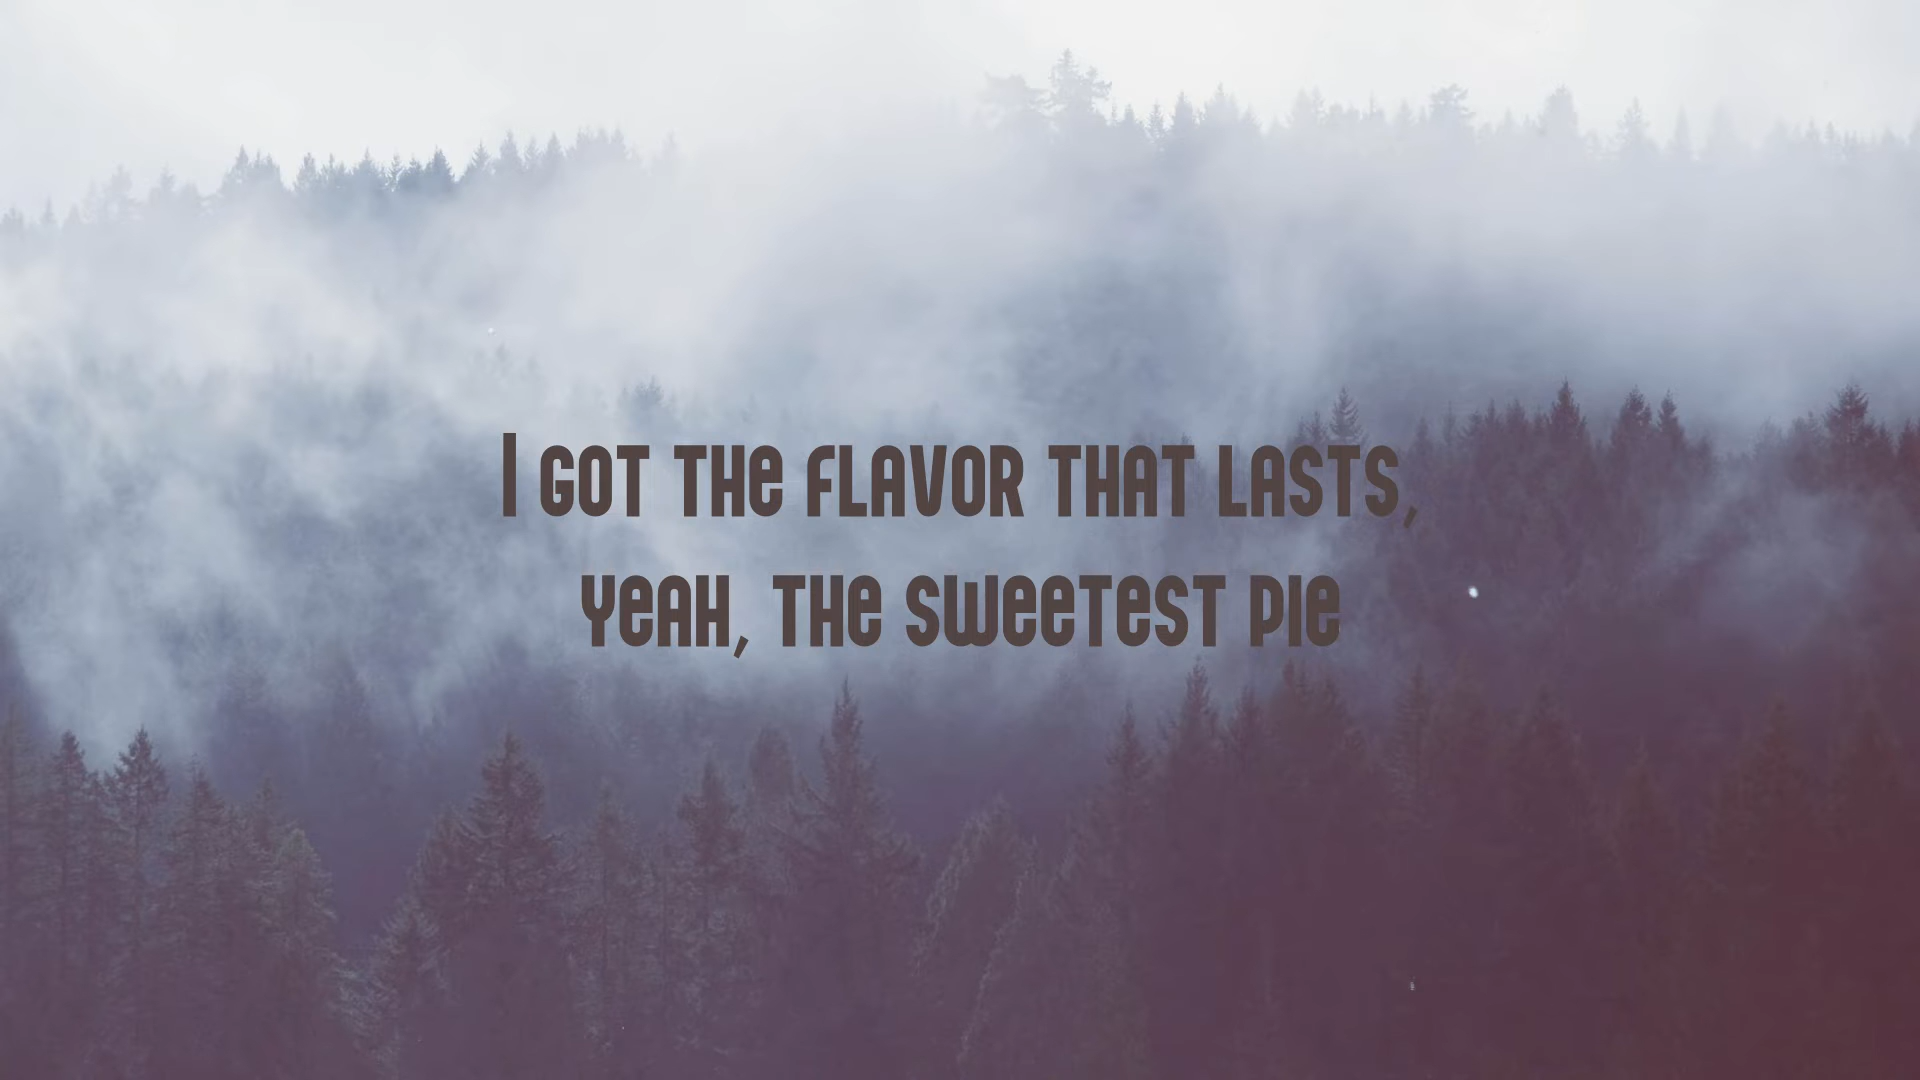 I got the flavor that lasts,
yeah, the sweetest pie